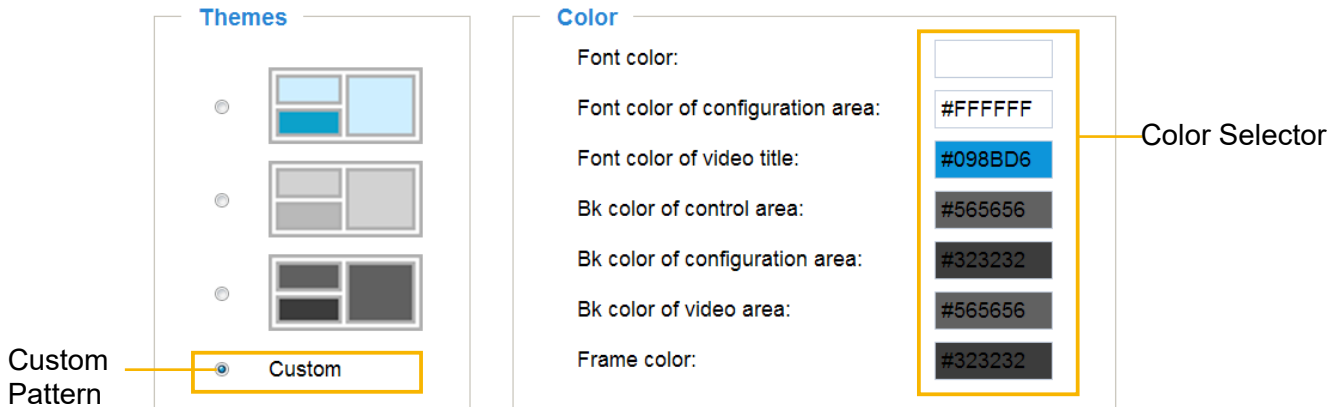 Themes
Color
Font color:
Font color of configuration area: #FFFFFF
Font color of video title: #098BD6
Bk color of control area: #565656
Bk color of configuration area: #323232
Bk color of video area: #565656
Frame color: #323232
Color Selector
Custom
Custom
Pattern